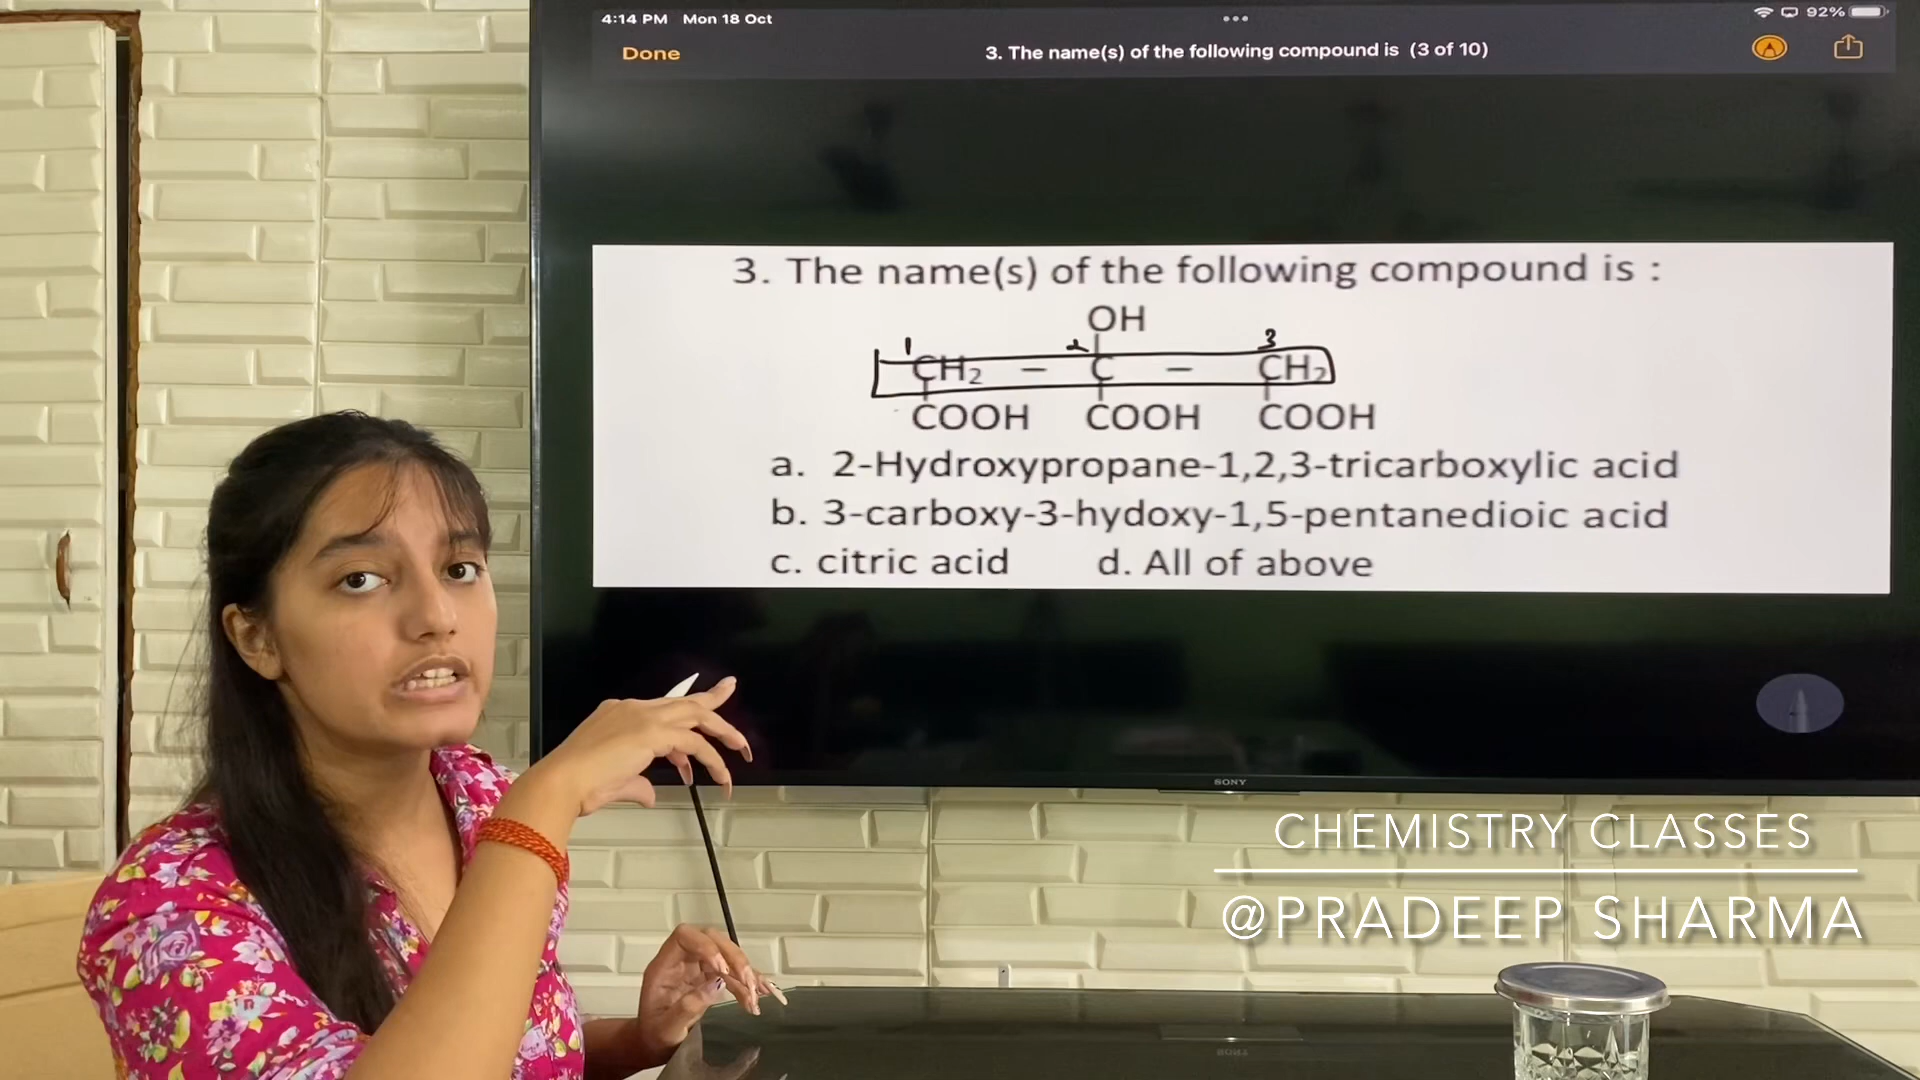 4:14 PM Mon 18 Oct
92%
Done
3. The name(s) of the following compound is (3 of 10)
3. The name(s) of the following compound is :
OH
1 2 3
CH₂ – C – CH₂
COOH COOH COOH
a. 2-Hydroxypropane-1,2,3-tricarboxylic acid
b. 3-carboxy-3-hydoxy-1,5-pentanedioic acid
c. citric acid d. All of above
SONY
CHEMISTRY CLASSES
@PRADEEP SHARMA